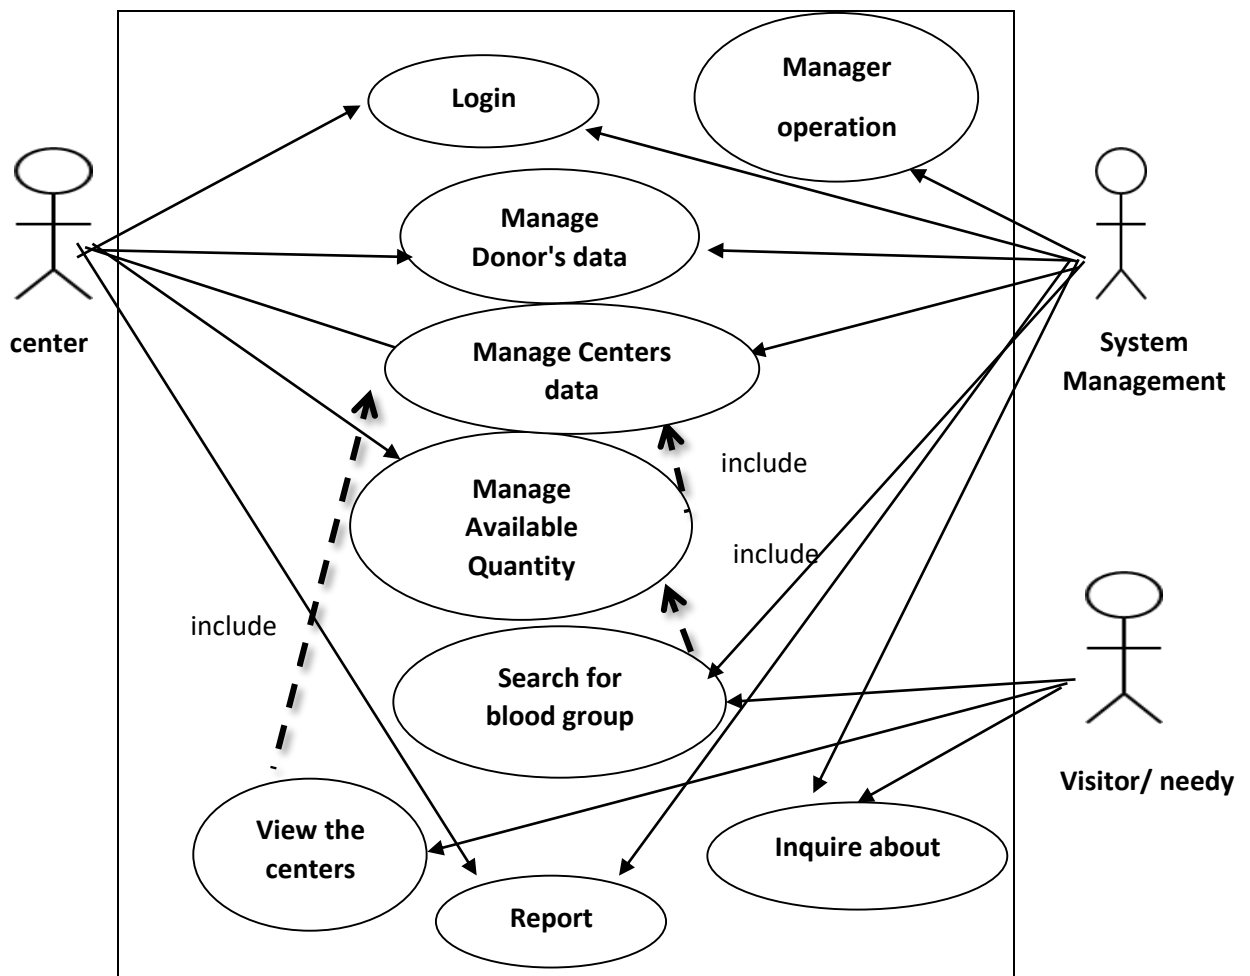 Manager
operation
Login
Manage
Donor's data
center
Manage Centers
data
System
Management
include
Manage
Available
Quantity
include
include
Search for
blood group
Visitor/ needy
View the
centers
Inquire about
Report